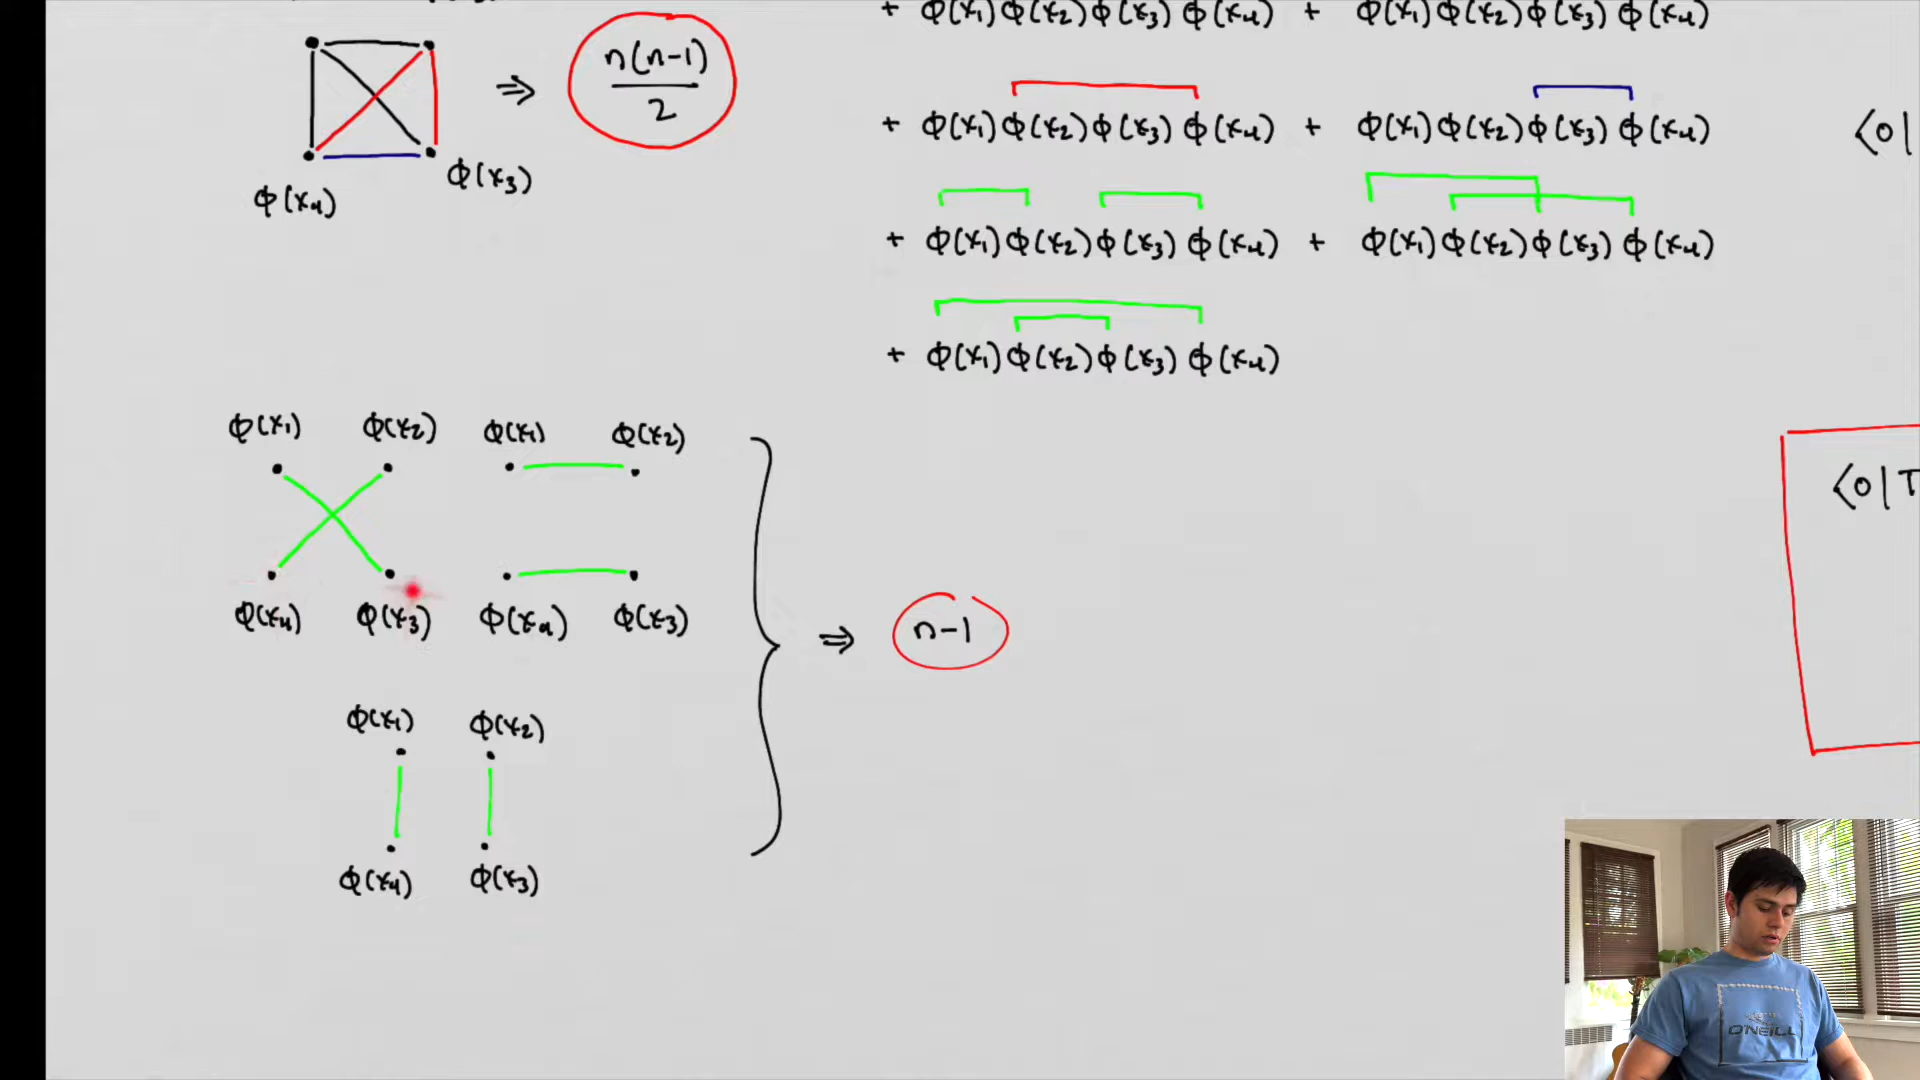 + φ(x₁)φ(x₂)φ(x₃)φ(x₄) + φ(x₁)φ(x₂)φ(x₃)φ(x₄)
⇒ n(n-1)/2
+ φ(x₁)φ(x₂)φ(x₃)φ(x₄) + φ(x₁)φ(x₂)φ(x₃)φ(x₄)
⟨0|
φ(x₄) φ(x₃)
+ φ(x₁)φ(x₂)φ(x₃)φ(x₄) + φ(x₁)φ(x₂)φ(x₃)φ(x₄)
+ φ(x₁)φ(x₂)φ(x₃)φ(x₄)
φ(x₁) φ(x₂) φ(x₁) φ(x₂)
⟨0|T
φ(x₄) φ(x₃) φ(x₄) φ(x₃)
⇒ n-1
φ(x₁) φ(x₂)
φ(x₄) φ(x₃)
O'NEILL